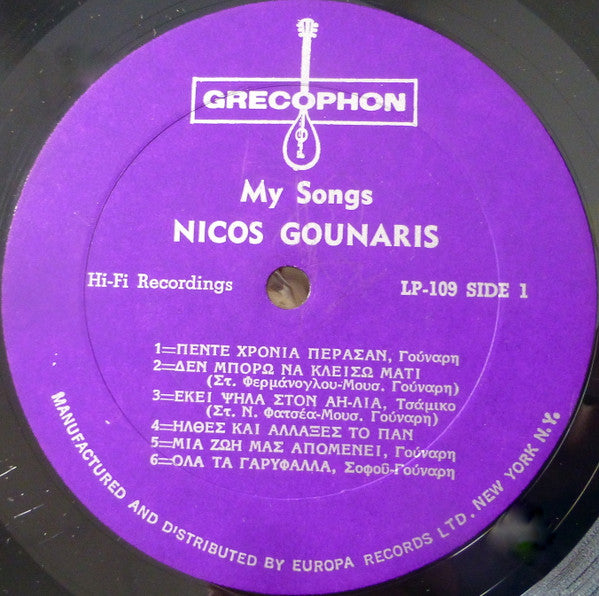 GRECOPHON
My Songs
NICOS GOUNARIS
Hi-Fi Recordings
LP-109 SIDE 1
1=ΠΕΝΤΕ ΧΡΟΝΙΑ ΠΕΡΑΣΑΝ, Γούναρη
2=ΔΕΝ ΜΠΟΡΩ ΝΑ ΚΛΕΙΣΩ ΜΑΤΙ
(Στ. Φερμάνογλου-Μουσ. Γούναρη)
3=ΕΚΕΙ ΨΗΛΑ ΣΤΟΝ ΑΗ-ΛΙΑ, Τσάμικο
(Στ. Ν. Φατσέα-Μουσ. Γούναρη)
4=ΗΛΘΕΣ ΚΑΙ ΑΛΛΑΞΕΣ ΤΟ ΠΑΝ
5=ΜΙΑ ΖΩΗ ΜΑΣ ΑΠΟΜΕΝΕΙ, Γούναρη
6=ΟΛΑ ΤΑ ΓΑΡΥΦΑΛΛΑ, Σοφοῦ-Γούναρη
MANUFACTURED AND DISTRIBUTED BY EUROPA RECORDS LTD. NEW YORK N.Y.